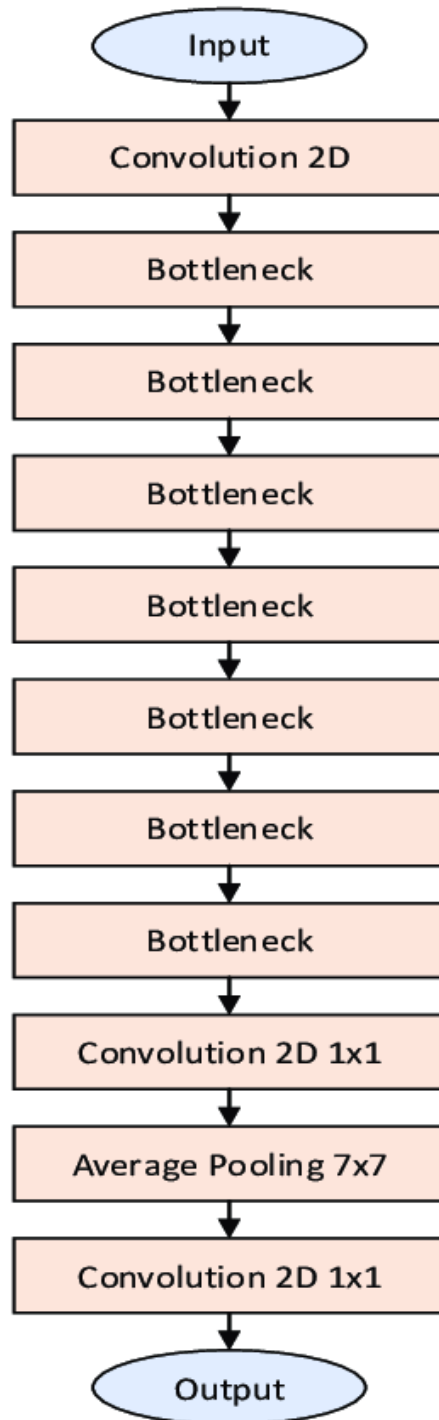 Input
Convolution 2D
Bottleneck
Bottleneck
Bottleneck
Bottleneck
Bottleneck
Bottleneck
Bottleneck
Convolution 2D 1x1
Average Pooling 7x7
Convolution 2D 1x1
Output